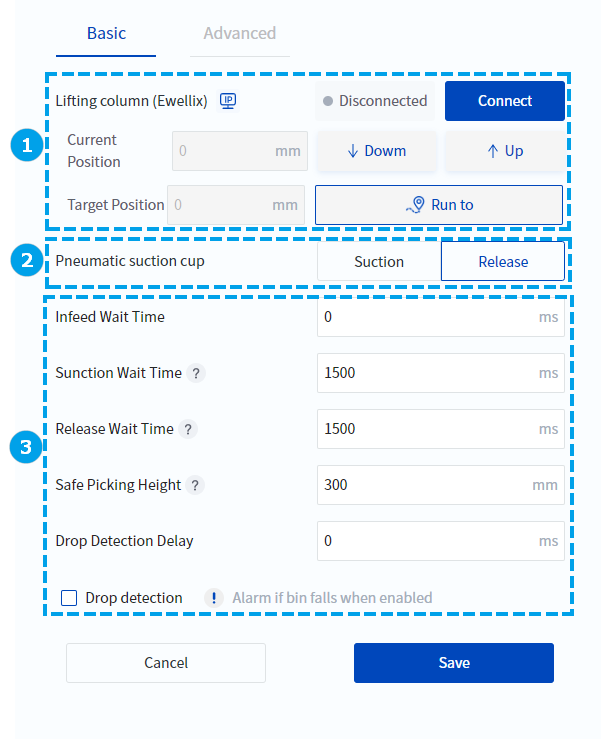 Basic Advanced
Lifting column (Ewellix) IP Disconnected Connect
1
Current
Position
0 mm Dowm Up
Target Position 0 mm Run to
2 Pneumatic suction cup Suction Release
Infeed Wait Time 0 ms
Sunction Wait Time ? 1500 ms
Release Wait Time ? 1500 ms
3
Safe Picking Height ? 300 mm
Drop Detection Delay 0 ms
Drop detection ! Alarm if bin falls when enabled
Cancel Save